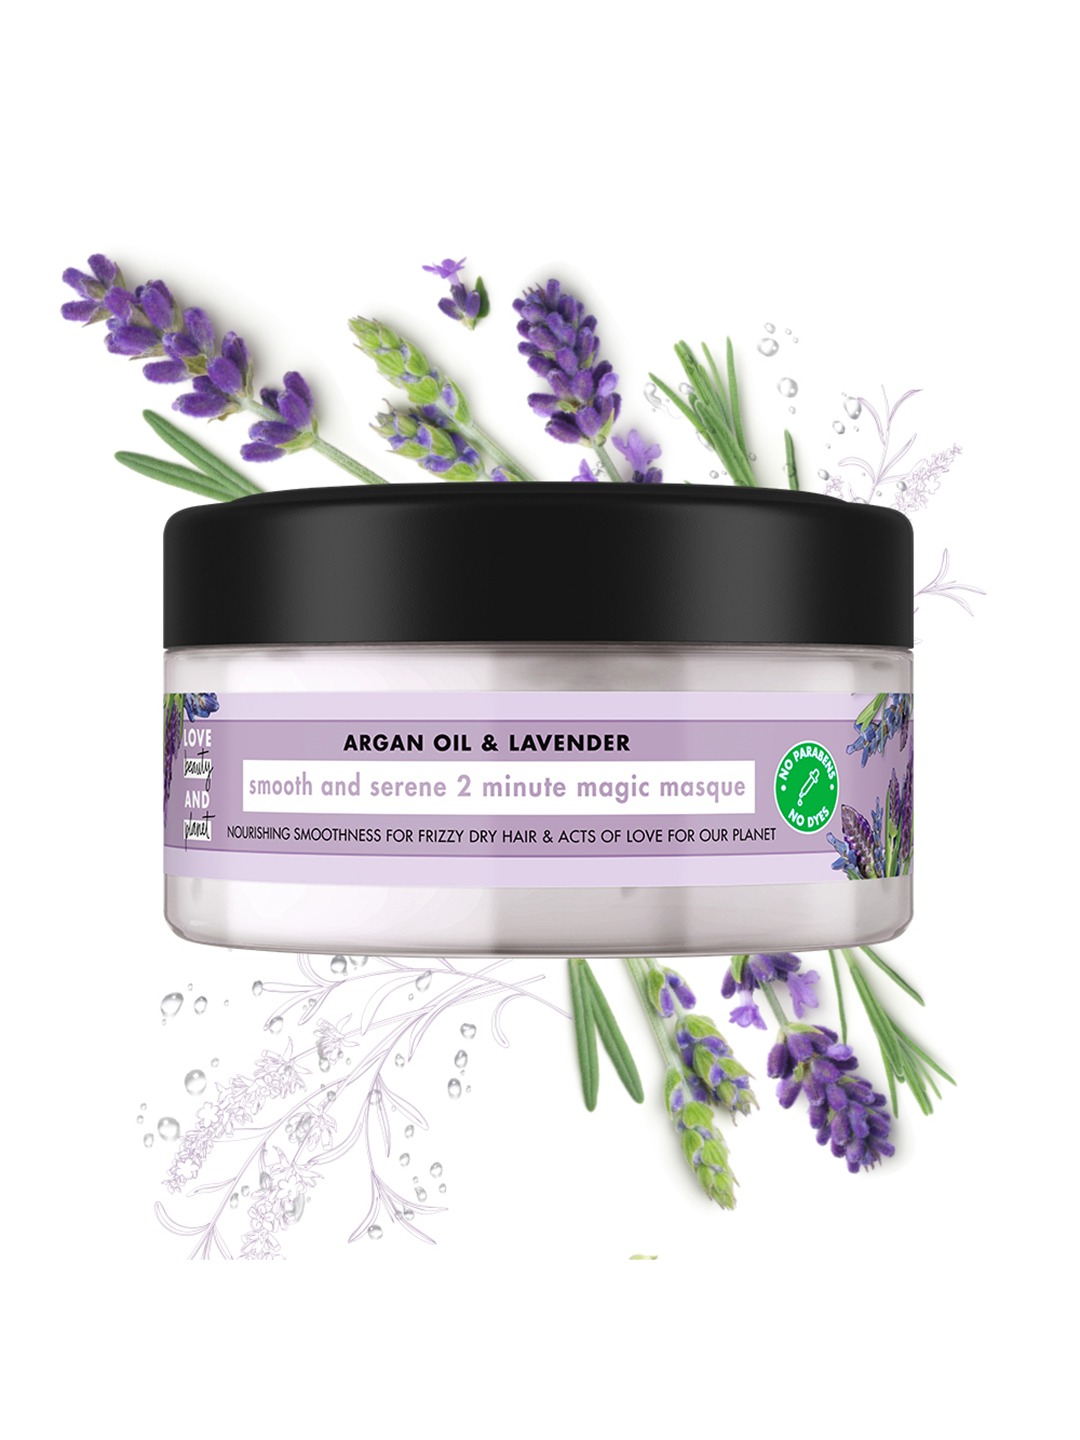 LOVE
beauty
AND
planet
ARGAN OIL & LAVENDER
smooth and serene 2 minute magic masque
NOURISHING SMOOTHNESS FOR FRIZZY DRY HAIR & ACTS OF LOVE FOR OUR PLANET
NO PARABENS
NO DYES